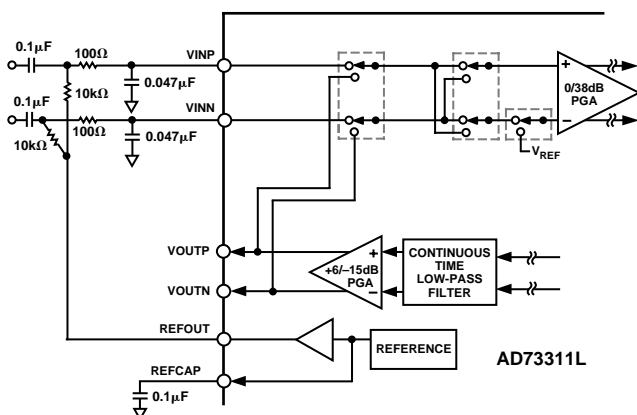 0.1µF
100Ω
VINP
10kΩ
0.047µF
0.1µF
100Ω
VINN
10kΩ
0.047µF
+
–
0/38dB
PGA
VREF
VOUTP
VOUTN
+
–
+6/–15dB
PGA
CONTINUOUS
TIME
LOW-PASS
FILTER
REFOUT
REFERENCE
REFCAP
0.1µF
AD73311L